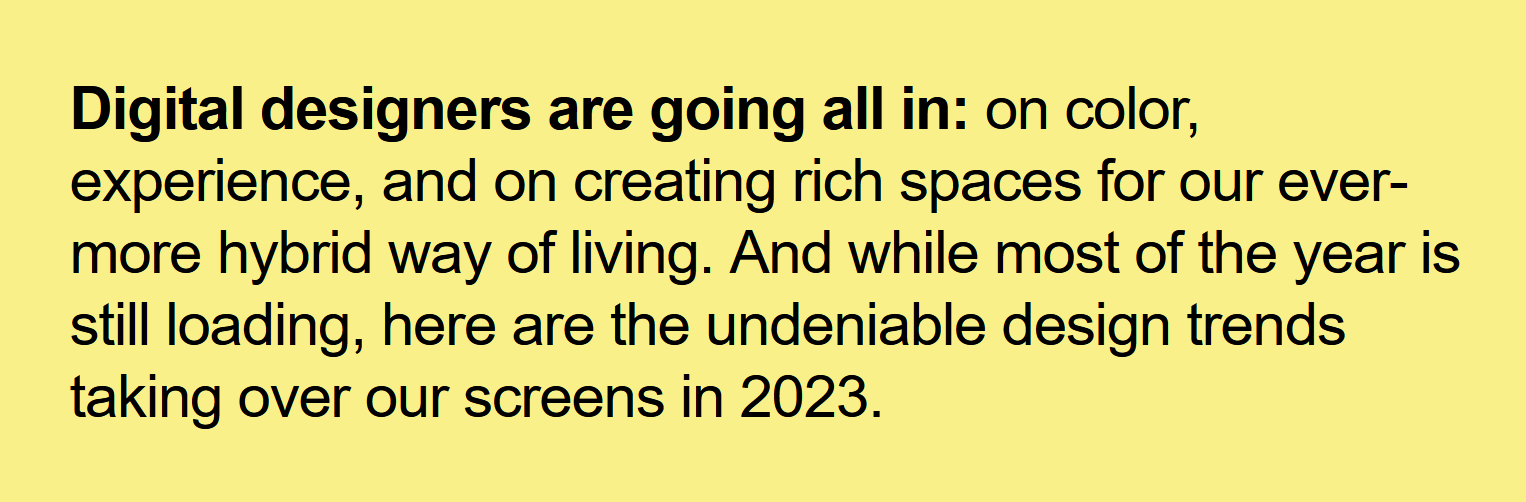 Digital designers are going all in: on color,
experience, and on creating rich spaces for our ever-
more hybrid way of living. And while most of the year is
still loading, here are the undeniable design trends
taking over our screens in 2023.